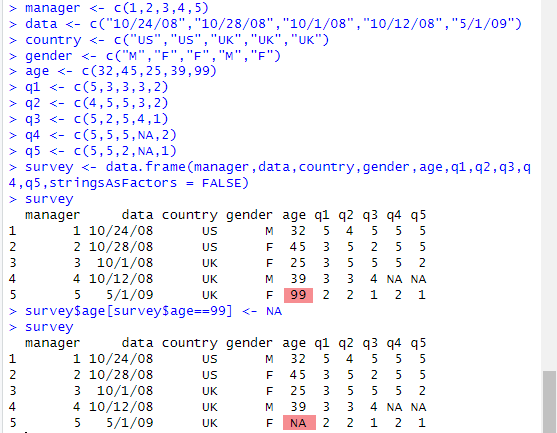 > manager <- c(1,2,3,4,5)
> data <- c("10/24/08","10/28/08","10/1/08","10/12/08","5/1/09")
> country <- c("US","US","UK","UK","UK")
> gender <- c("M","F","F","M","F")
> age <- c(32,45,25,39,99)
> q1 <- c(5,3,3,3,2)
> q2 <- c(4,5,5,3,2)
> q3 <- c(5,2,5,4,1)
> q4 <- c(5,5,5,NA,2)
> q5 <- c(5,5,2,NA,1)
> survey <- data.frame(manager,data,country,gender,age,q1,q2,q3,q
4,q5,stringsAsFactors = FALSE)
> survey
  manager     data country gender age q1 q2 q3 q4 q5
1       1 10/24/08      US      M  32  5  4  5  5  5
2       2 10/28/08      US      F  45  3  5  2  5  5
3       3  10/1/08      UK      F  25  3  5  5  5  2
4       4 10/12/08      UK      M  39  3  3  4 NA NA
5       5   5/1/09      UK      F  99  2  2  1  2  1
> survey$age[survey$age==99] <- NA
> survey
  manager     data country gender age q1 q2 q3 q4 q5
1       1 10/24/08      US      M  32  5  4  5  5  5
2       2 10/28/08      US      F  45  3  5  2  5  5
3       3  10/1/08      UK      F  25  3  5  5  5  2
4       4 10/12/08      UK      M  39  3  3  4 NA NA
5       5   5/1/09      UK      F  NA  2  2  1  2  1